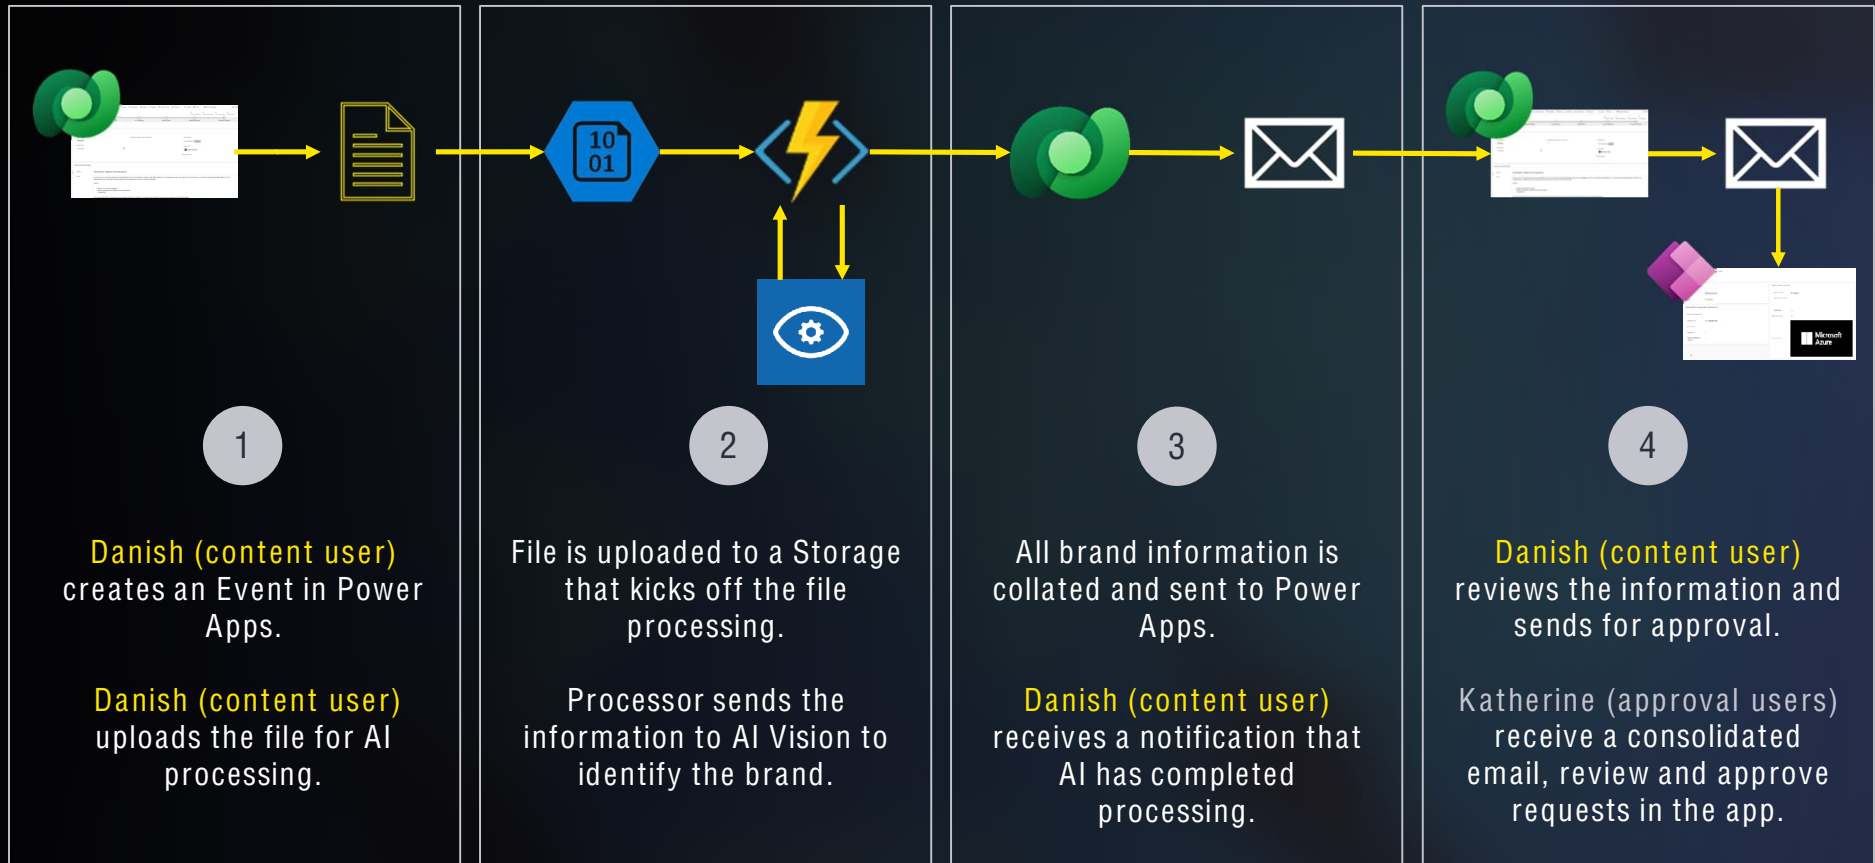 10
01
Microsoft
Azure
1
2
3
4
Danish (content user)
creates an Event in Power
Apps.
Danish (content user)
uploads the file for AI
processing.
File is uploaded to a Storage
that kicks off the file
processing.
Processor sends the
information to AI Vision to
identify the brand.
All brand information is
collated and sent to Power
Apps.
Danish (content user)
receives a notification that
AI has completed
processing.
Danish (content user)
reviews the information and
sends for approval.
Katherine (approval users)
receive a consolidated
email, review and approve
requests in the app.